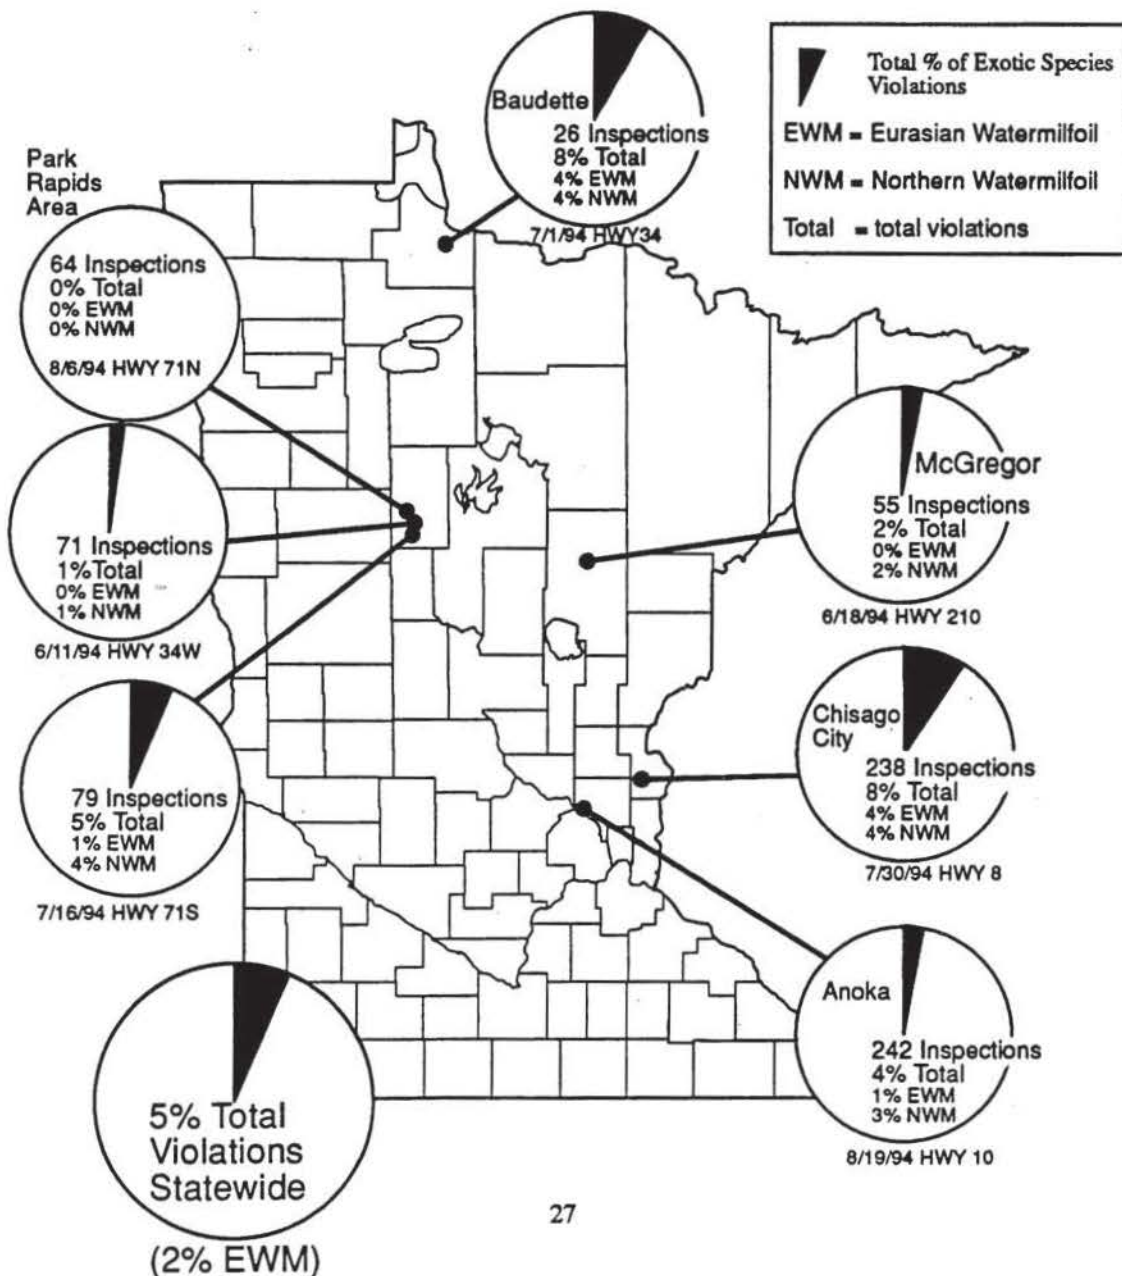 Total % of Exotic Species
Violations
EWM = Eurasian Watermilfoil
NWM = Northern Watermilfoil
Total = total violations
Baudette
26 Inspections
8% Total
4% EWM
4% NWM
7/1/94 HWY34
Park
Rapids
Area
64 Inspections
0% Total
0% EWM
0% NWM
8/6/94 HWY 71N
71 Inspections
1%Total
0% EWM
1% NWM
6/11/94 HWY 34W
79 Inspections
5% Total
1% EWM
4% NWM
7/16/94 HWY 71S
McGregor
55 Inspections
2% Total
0% EWM
2% NWM
6/18/94 HWY 210
Chisago
City
238 Inspections
8% Total
4% EWM
4% NWM
7/30/94 HWY 8
Anoka
242 Inspections
4% Total
1% EWM
3% NWM
8/19/94 HWY 10
5% Total
Violations
Statewide
(2% EWM)
27